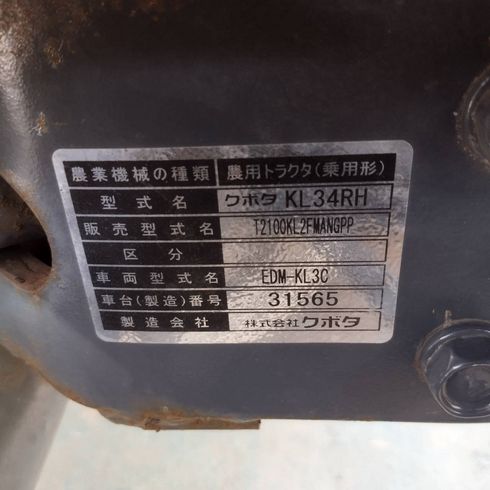 農業機械の種類 農用トラクタ(乗用形)
型式名 クボタ KL34RH
販売型式名 T2100KL2FMANGPP
区分
車両型式名 EDM-KL3C
車台(製造)番号 31565
製造会社 株式会社クボタ